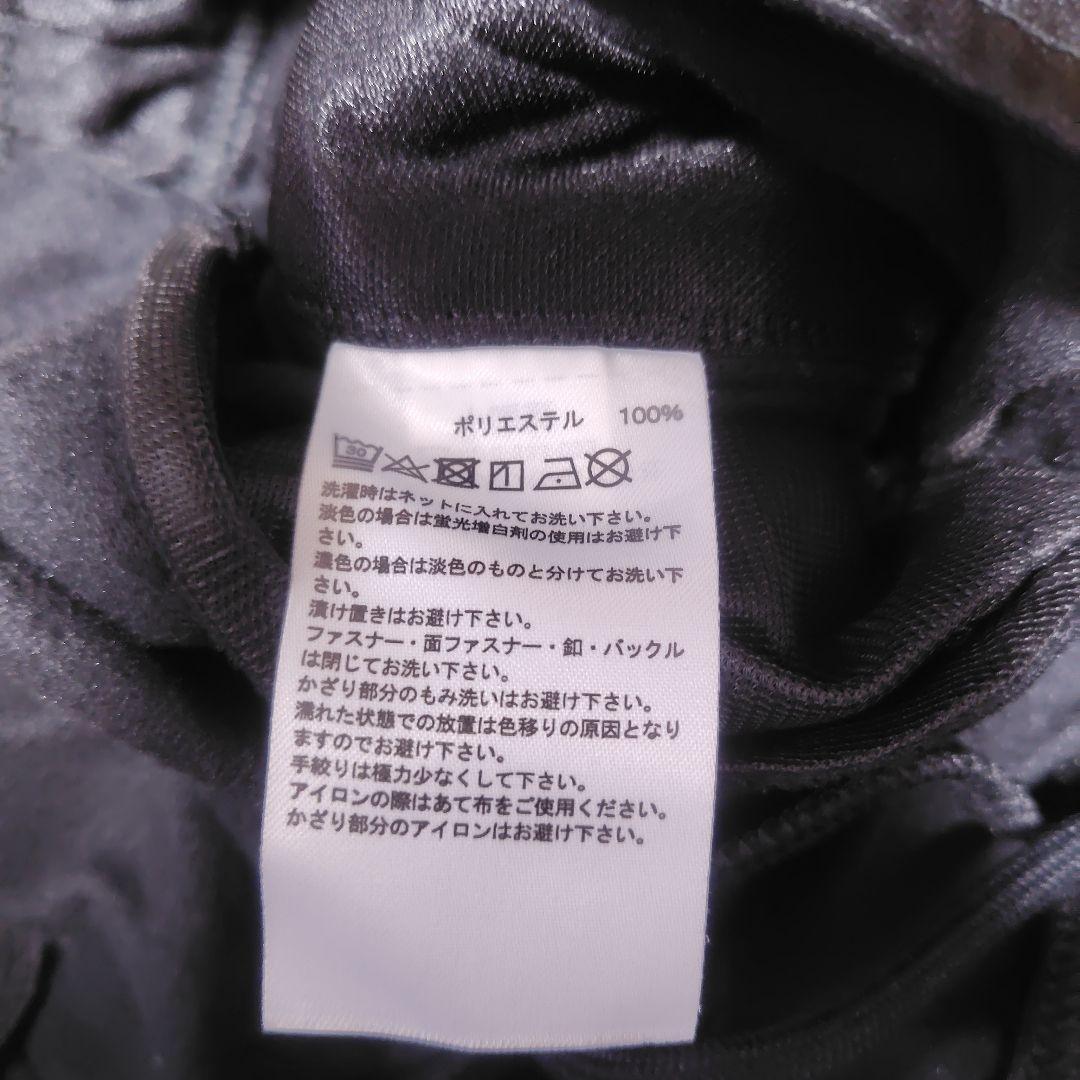 ポリエステル 100%
30
洗濯時はネットに入れてお洗い下さい。
淡色の場合は蛍光増白剤の使用はお避け下
さい。
濃色の場合は淡色のものと分けてお洗い下
さい。
漬け置きはお避け下さい。
ファスナー・面ファスナー・釦・バックル
は閉じてお洗い下さい。
かざり部分のもみ洗いはお避け下さい。
濡れた状態での放置は色移りの原因となり
ますのでお避け下さい。
手絞りは極力少なくして下さい。
アイロンの際はあて布をご使用ください。
かざり部分のアイロンはお避け下さい。